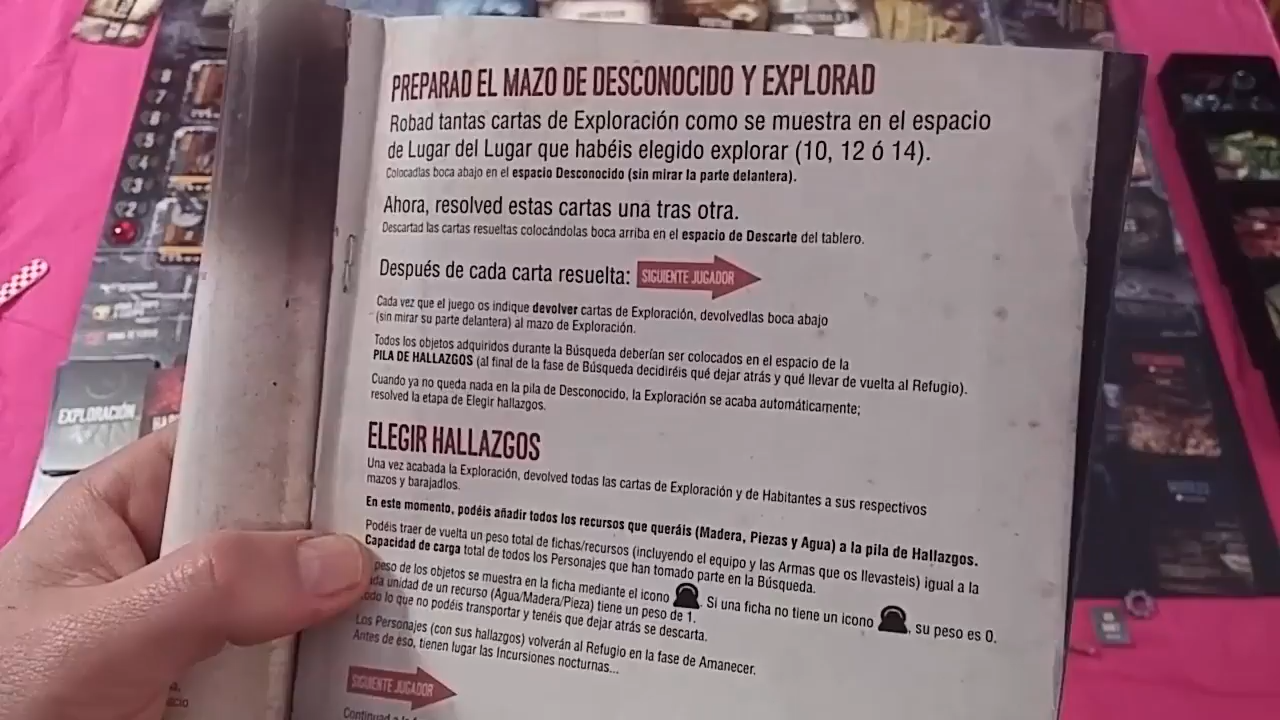 PREPARAD EL MAZO DE DESCONOCIDO Y EXPLORAD
Robad tantas cartas de Exploración como se muestra en el espacio
de Lugar del Lugar que habéis elegido explorar (10, 12 ó 14).
Colocadlas boca abajo en el espacio Desconocido (sin mirar la parte delantera).
Ahora, resolved estas cartas una tras otra.
Descartad las cartas resueltas colocándolas boca arriba en el espacio de Descarte del tablero.
Después de cada carta resuelta: SIGUIENTE JUGADOR
Cada vez que el juego os indique devolver cartas de Exploración, devolvedlas boca abajo
(sin mirar su parte delantera) al mazo de Exploración.
Todos los objetos adquiridos durante la Búsqueda deberían ser colocados en el espacio de la
PILA DE HALLAZGOS (al final de la fase de Búsqueda decidiréis qué dejar atrás y qué llevar de vuelta al Refugio).
Cuando ya no queda nada en la pila de Desconocido, la Exploración se acaba automáticamente;
resolved la etapa de Elegir hallazgos.
ELEGIR HALLAZGOS
Una vez acabada la Exploración, devolved todas las cartas de Exploración y de Habitantes a sus respectivos
mazos y barajadlos.
En este momento, podéis añadir todos los recursos que queráis (Madera, Piezas y Agua) a la pila de Hallazgos.
Podéis traer de vuelta un peso total de fichas/recursos (incluyendo el equipo y las Armas que os llevasteis) igual a la
Capacidad de carga total de todos los Personajes que han tomado parte en la Búsqueda.
peso de los objetos se muestra en la ficha mediante el icono . Si una ficha no tiene un icono , su peso es 0.
unidad de un recurso (Agua/Madera/Pieza) tiene un peso de 1.
lo que no podéis transportar y tenéis que dejar atrás se descarta.
Los Personajes (con sus hallazgos) volverán al Refugio en la fase de Amanecer.
Antes de eso, tienen lugar las Incursiones nocturnas...
SIGUIENTE JUGADOR
EXPLORACIÓN
8
7
6
5
4
3
2